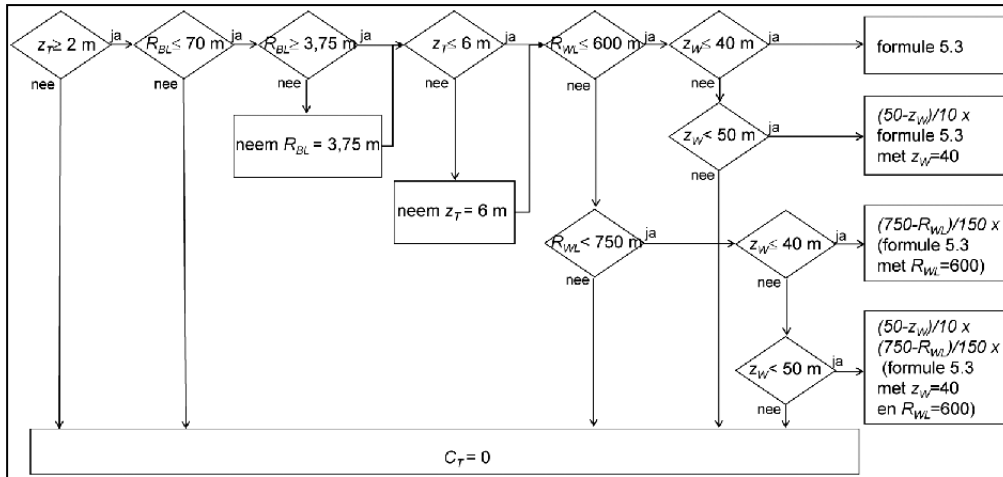 z_T ≥ 2 m
ja
nee
R_BL ≤ 70 m
ja
nee
R_BL ≥ 3,75 m
ja
nee
z_T ≤ 6 m
ja
nee
R_WL ≤ 600 m
ja
nee
z_W ≤ 40 m
ja
nee
formule 5.3
neem R_BL = 3,75 m
z_W < 50 m
ja
nee
(50-z_W)/10 x
formule 5.3
met z_W=40
neem z_T = 6 m
R_WL < 750 m
ja
nee
z_W ≤ 40 m
ja
nee
(750-R_WL)/150 x
(formule 5.3
met R_WL=600)
z_W < 50 m
ja
nee
(50-z_W)/10 x
(750-R_WL)/150 x
(formule 5.3
met z_W=40
en R_WL=600)
C_T = 0